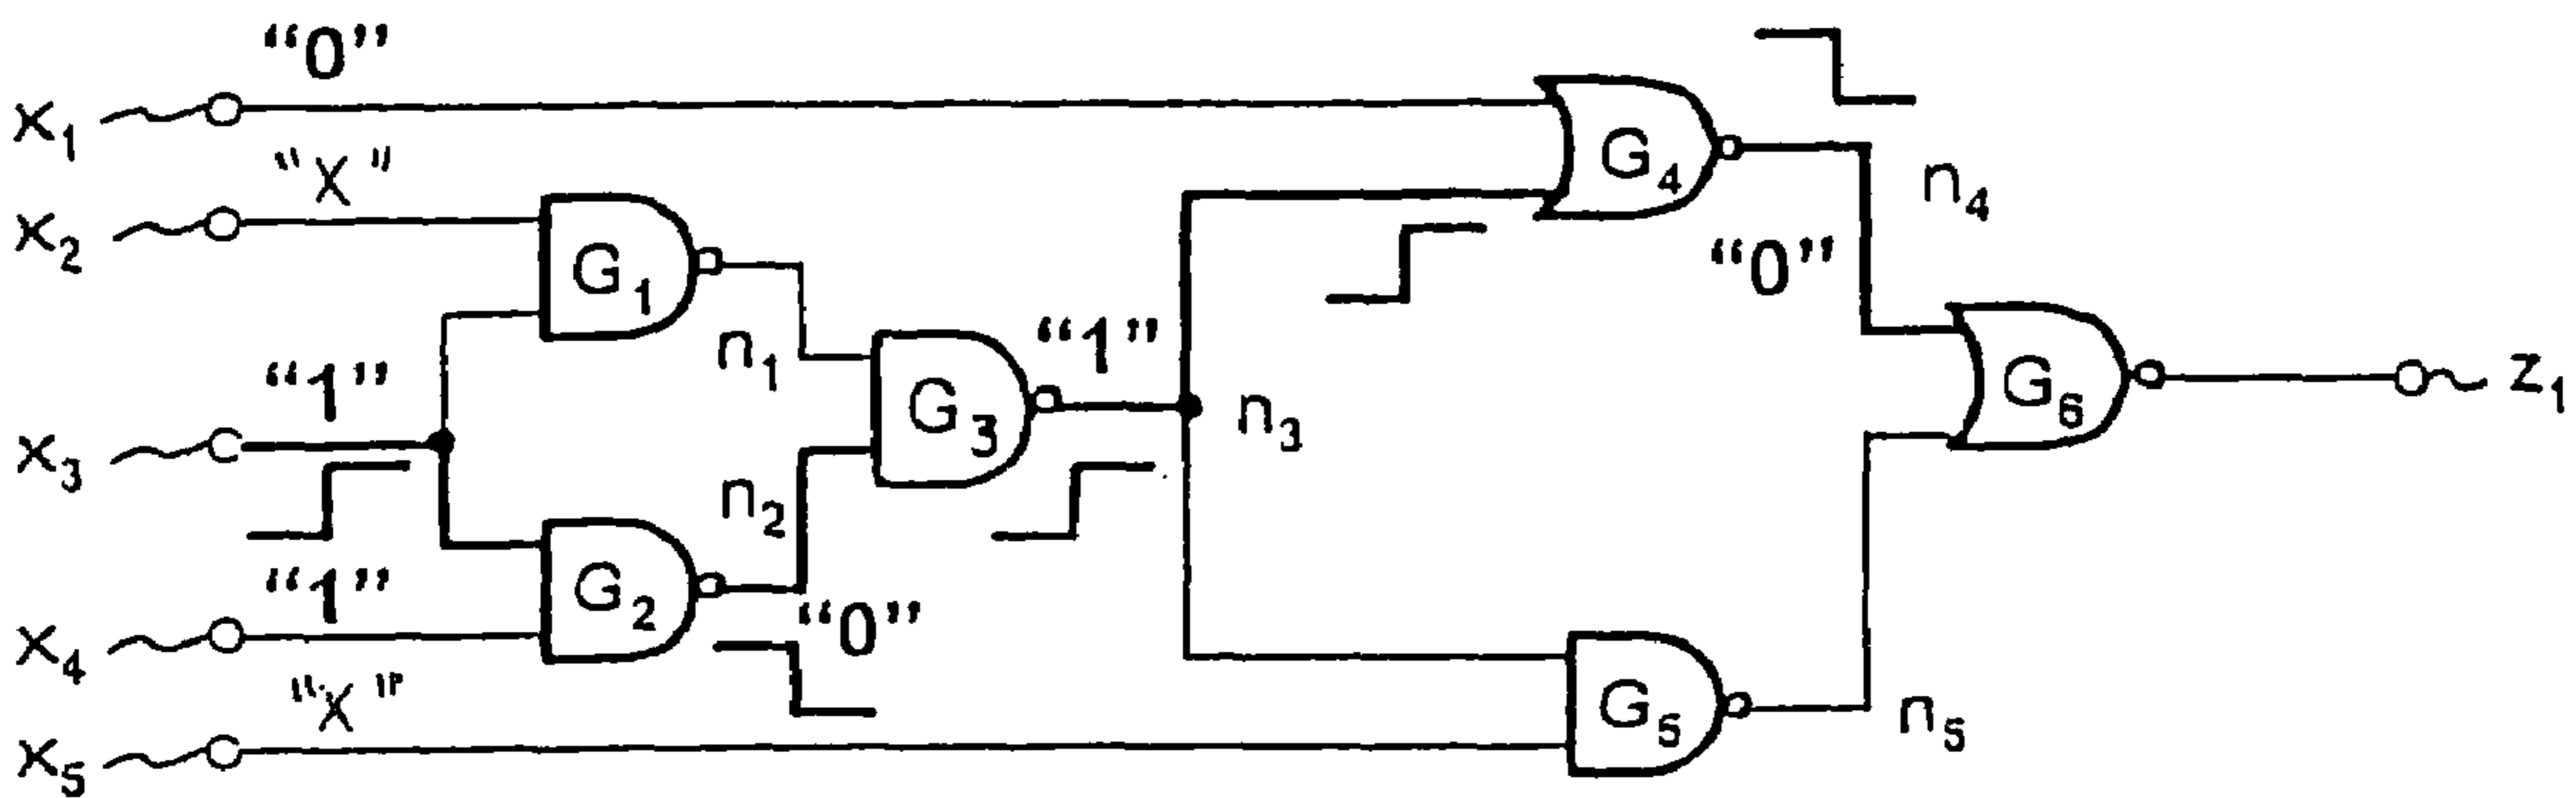 “0”
x₁
“X”
x₂
G₁
n₁
“1”
x₃
G₂
n₂
“0”
“1”
x₄
“X”
x₅
G₃
“1”
n₃
G₄
n₄
“0”
G₅
n₅
G₆
z₁